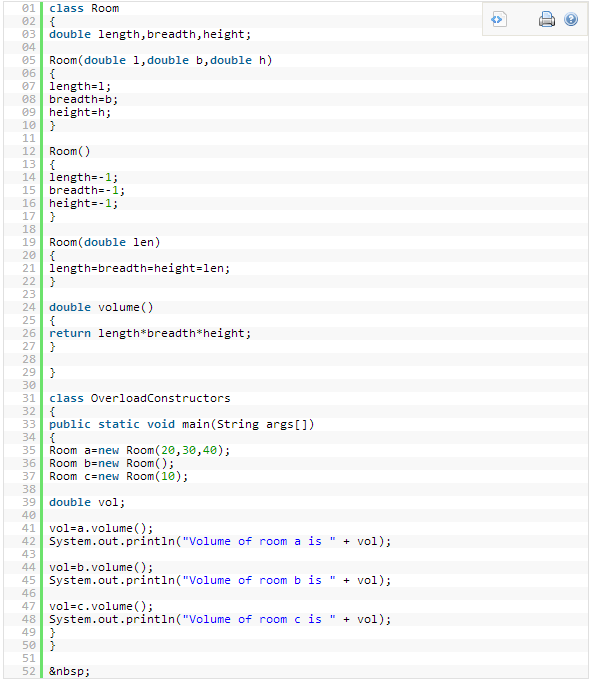 01 class Room
02 {
03 double length,breadth,height;
04
05 Room(double l,double b,double h)
06 {
07 length=l;
08 breadth=b;
09 height=h;
10 }
11
12 Room()
13 {
14 length=-1;
15 breadth=-1;
16 height=-1;
17 }
18
19 Room(double len)
20 {
21 length=breadth=height=len;
22 }
23
24 double volume()
25 {
26 return length*breadth*height;
27 }
28
29 }
30
31 class OverloadConstructors
32 {
33 public static void main(String args[])
34 {
35 Room a=new Room(20,30,40);
36 Room b=new Room();
37 Room c=new Room(10);
38
39 double vol;
40
41 vol=a.volume();
42 System.out.println("Volume of room a is " + vol);
43
44 vol=b.volume();
45 System.out.println("Volume of room b is " + vol);
46
47 vol=c.volume();
48 System.out.println("Volume of room c is " + vol);
49 }
50 }
51
52 &nbsp;